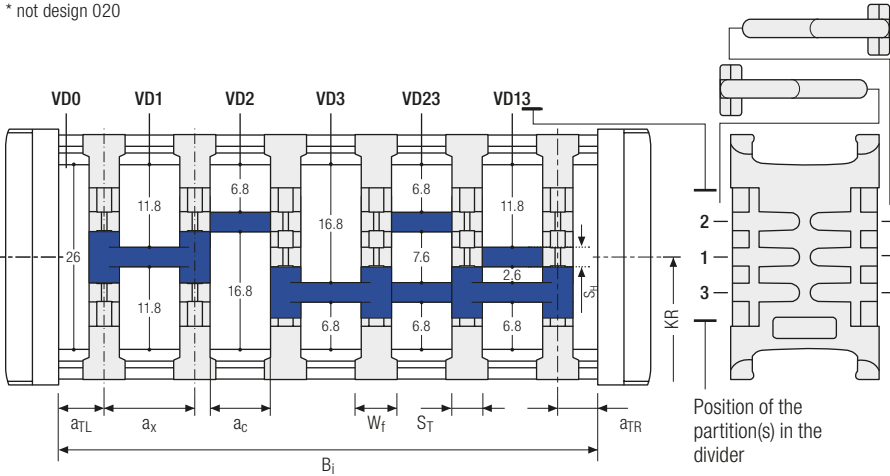 * not design 020
VD0 VD1 VD2 VD3 VD23 VD13
6.8 6.8
11.8 11.8
16.8
2
26 7.6 1
2.6 S_H
16.8 3
11.8 KR
6.8 6.8 6.8
a_TL a_x a_c W_f S_T a_TR
B_i
Position of the
partition(s) in the
divider